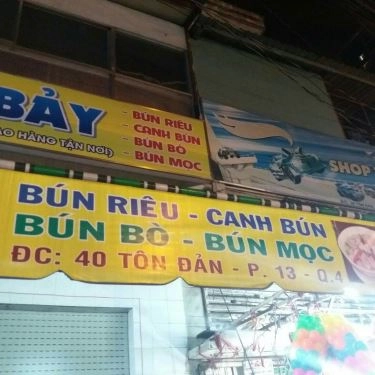 BẢY
- BÚN RIÊU
- CANH BÚN
- BÚN BÒ
- BÚN MỌC
AO HÀNG TẬN NƠI)
SHOP
BÚN RIÊU - CANH BÚN
BÚN BÒ - BÚN MỌC
ĐC: 40 TÔN ĐẢN - P. 13 - Q.4